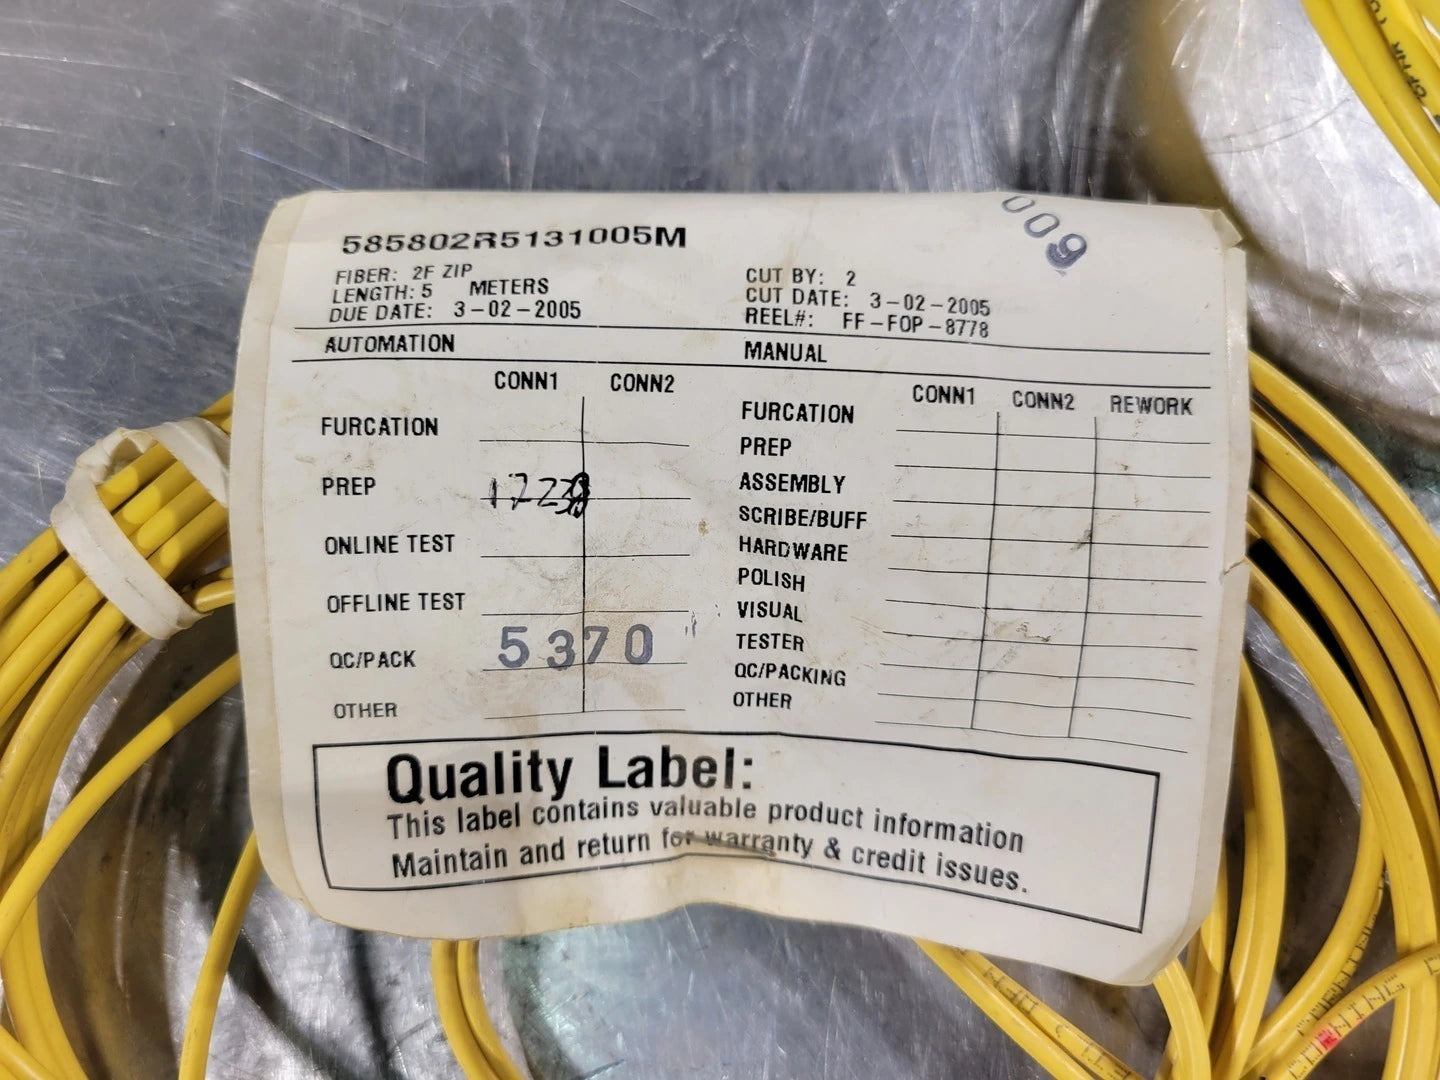 585802R5131005M
009
FIBER: 2F ZIP
LENGTH: 5 METERS
DUE DATE: 3-02-2005
CUT BY: 2
CUT DATE: 3-02-2005
REEL#: FF-FOP-8778
AUTOMATION
CONN1 CONN2
FURCATION
PREP
ONLINE TEST
OFFLINE TEST
QC/PACK 5370
OTHER
MANUAL
CONN1 CONN2 REWORK
FURCATION
PREP
ASSEMBLY
SCRIBE/BUFF
HARDWARE
POLISH
VISUAL
TESTER
QC/PACKING
OTHER
Quality Label:
This label contains valuable product information
Maintain and return for warranty & credit issues.
OFNR